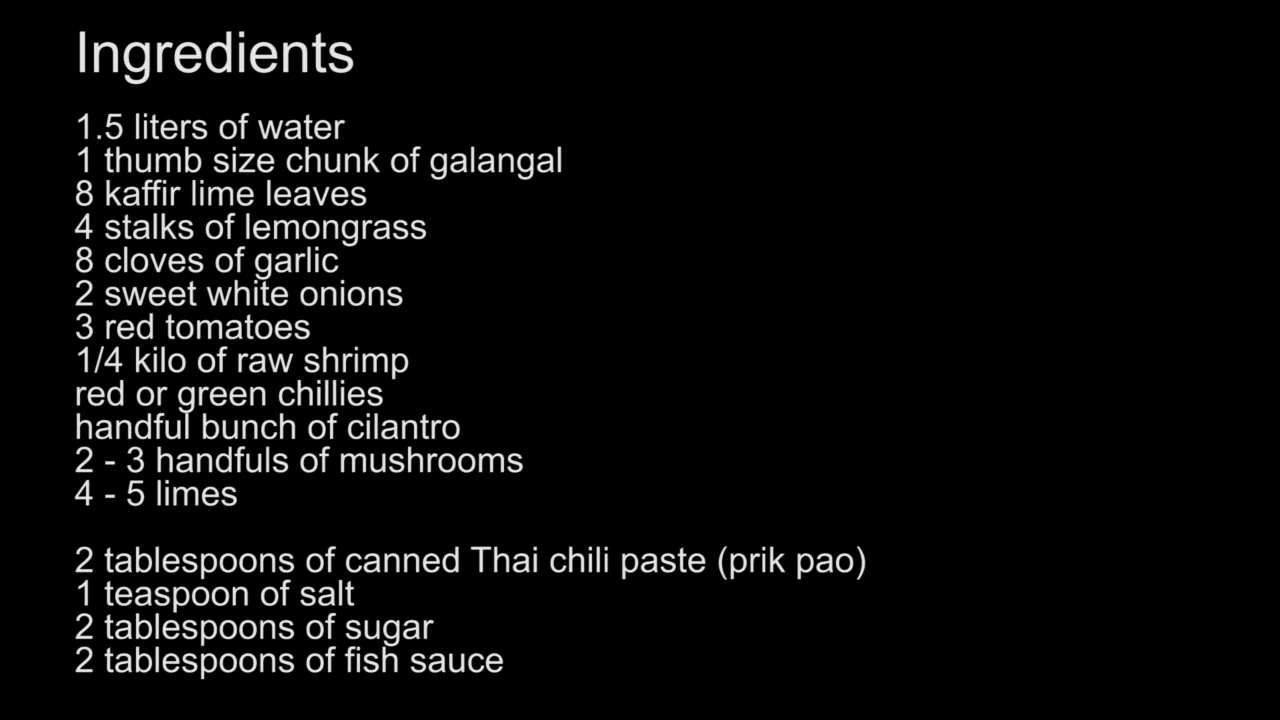 Ingredients
1.5 liters of water
1 thumb size chunk of galangal
8 kaffir lime leaves
4 stalks of lemongrass
8 cloves of garlic
2 sweet white onions
3 red tomatoes
1/4 kilo of raw shrimp
red or green chillies
handful bunch of cilantro
2 - 3 handfuls of mushrooms
4 - 5 limes
2 tablespoons of canned Thai chili paste (prik pao)
1 teaspoon of salt
2 tablespoons of sugar
2 tablespoons of fish sauce